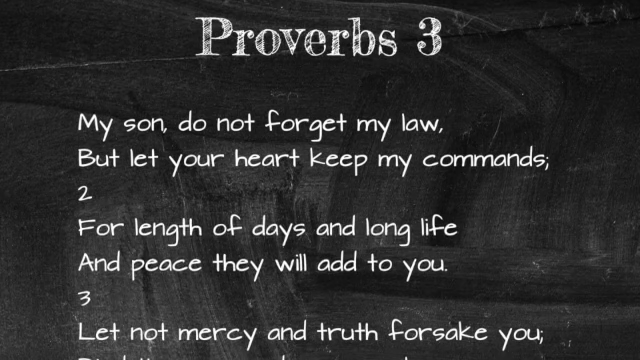 Proverbs 3
My son, do not forget my law,
But let your heart keep my commands;
2
For length of days and long life
And peace they will add to you.
3
Let not mercy and truth forsake you;